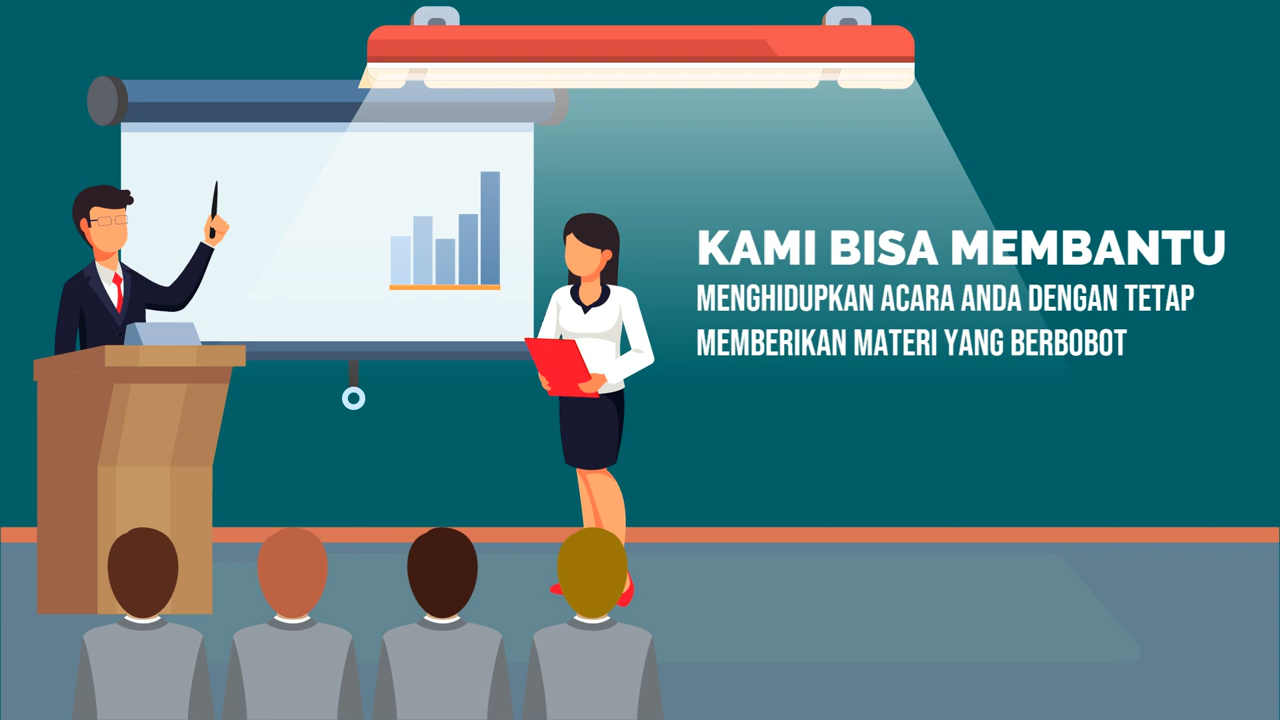 KAMI BISA MEMBANTU
MENGHIDUPKAN ACARA ANDA DENGAN TETAP
MEMBERIKAN MATERI YANG BERBOBOT